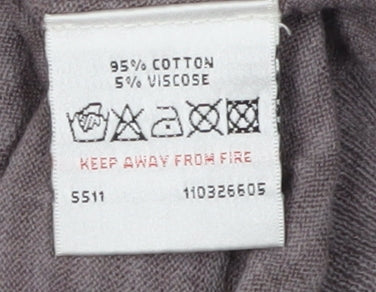 95% COTTON
5% VISCOSE
KEEP AWAY FROM FIRE
5511 110326605